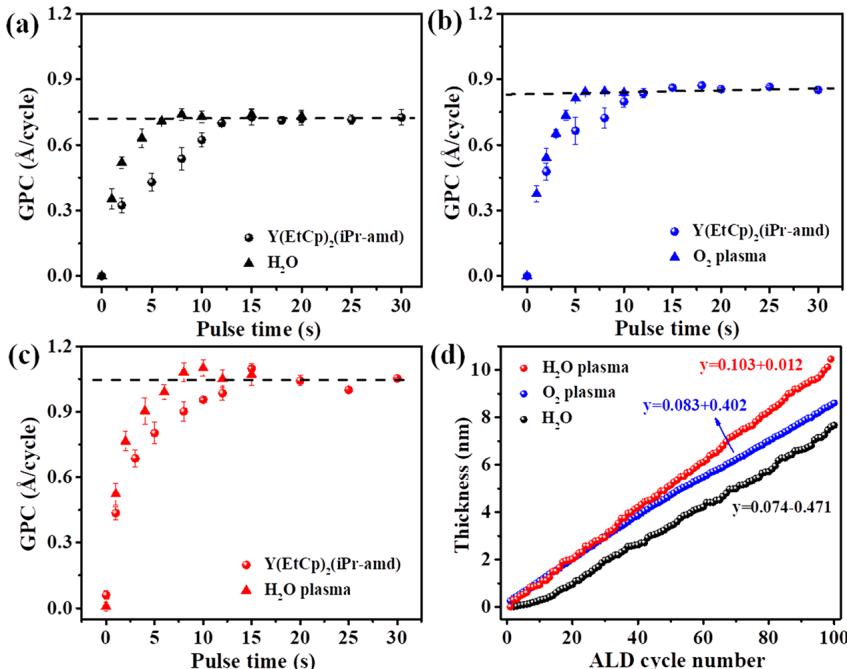 (a)
1.2
0.9
0.6
0.3
0.0
GPC (Å/cycle)
Y(EtCp)₂(iPr-amd)
H₂O
0 5 10 15 20 25 30
Pulse time (s)
(b)
1.2
0.9
0.6
0.3
0.0
GPC (Å/cycle)
Y(EtCp)₂(iPr-amd)
O₂ plasma
0 5 10 15 20 25 30
Pulse time (s)
(c)
1.2
0.9
0.6
0.3
0.0
GPC (Å/cycle)
Y(EtCp)₂(iPr-amd)
H₂O plasma
0 5 10 15 20 25 30
Pulse time (s)
(d)
10
8
6
4
2
0
Thickness (nm)
H₂O plasma
O₂ plasma
H₂O
y=0.103+0.012
y=0.083+0.402
y=0.074-0.471
0 20 40 60 80 100
ALD cycle number